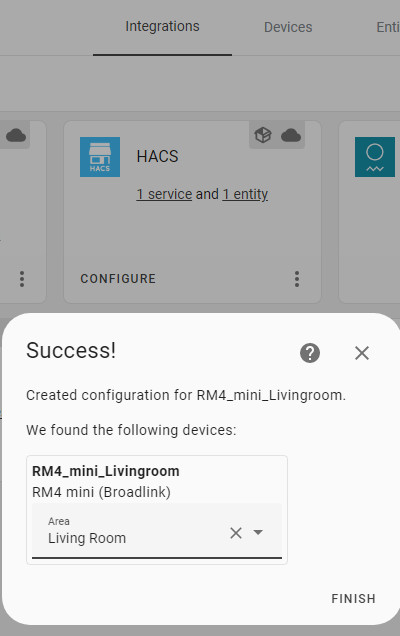 Integrations
Devices
Enti
HACS
HACS
1 service and 1 entity
CONFIGURE
Success!
Created configuration for RM4_mini_Livingroom.
We found the following devices:
RM4_mini_Livingroom
RM4 mini (Broadlink)
Area
Living Room
FINISH